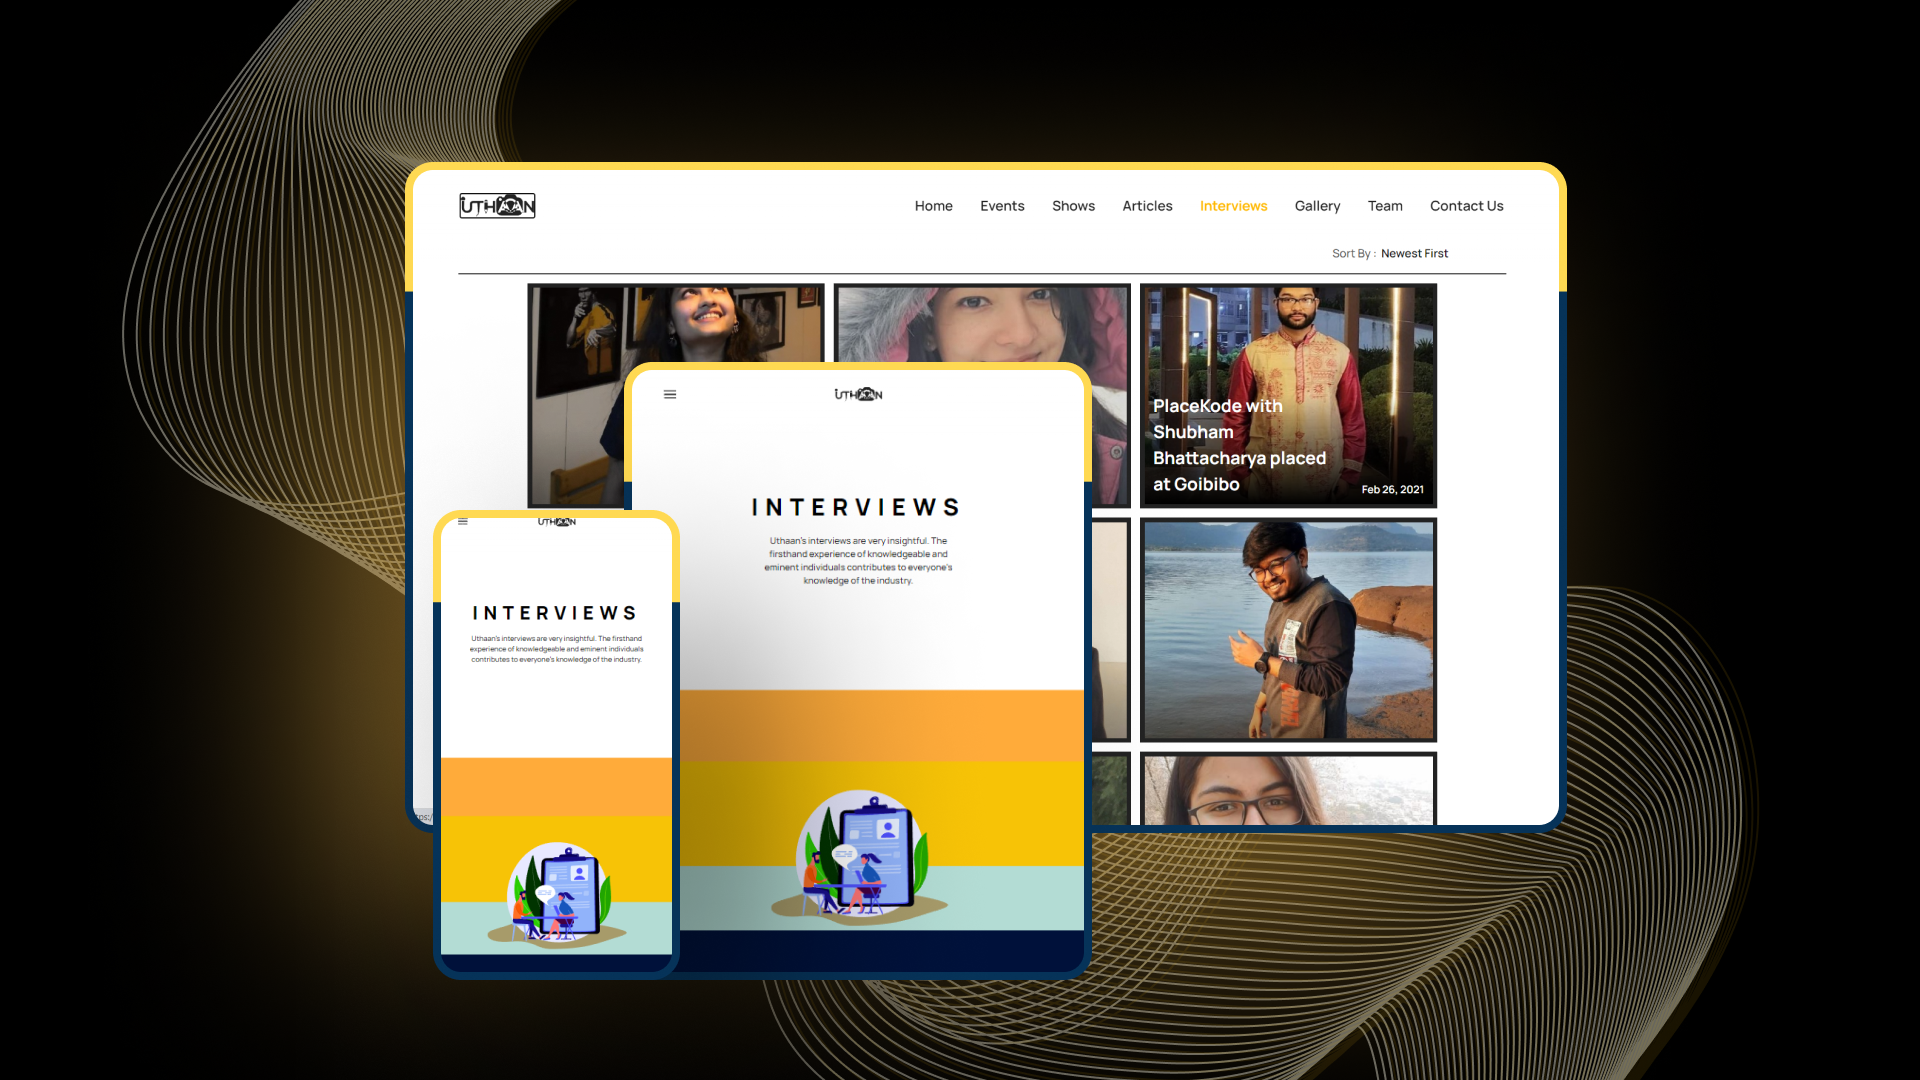 UTHAAN
Home Events Shows Articles Interviews Gallery Team Contact Us
Sort By : Newest First
PlaceKode with
Shubham
Bhattacharya placed
at Goibibo
Feb 26, 2021
UTHAAN
INTERVIEWS
Uthaan's interviews are very insightful. The
firsthand experience of knowledgeable and
eminent individuals contributes to everyone's
knowledge of the industry.
UTHAAN
INTERVIEWS
Uthaan's interviews are very insightful. The firsthand
experience of knowledgeable and eminent individuals
contributes to everyone's knowledge of the industry.